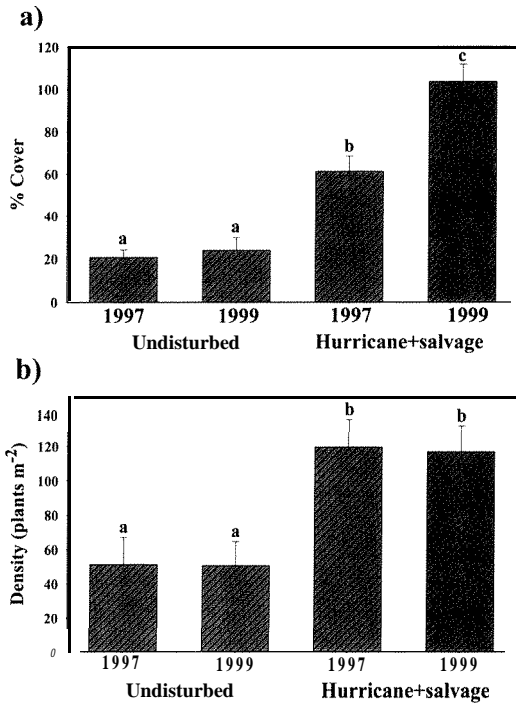 a)
120
100
80
60
40
20
0
% Cover
a
a
b
c
1997 1999 1997 1999
Undisturbed Hurricane+salvage
b)
140
120
100
80
60
40
20
0
Density (plants m-2)
a
a
b
b
1997 1999 1997 1999
Undisturbed Hurricane+salvage